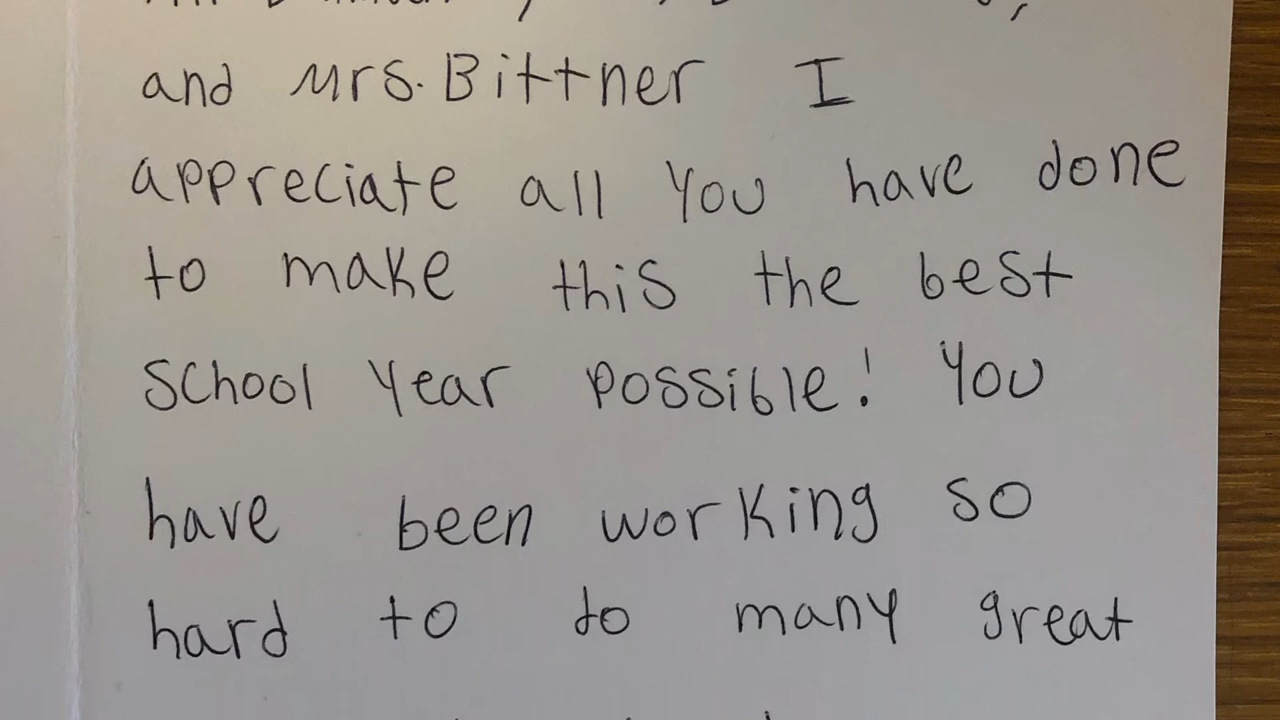 and Mrs. Bittner I
appreciate all you have done
to make this the best
school year possible! You
have been working so
hard to do many great